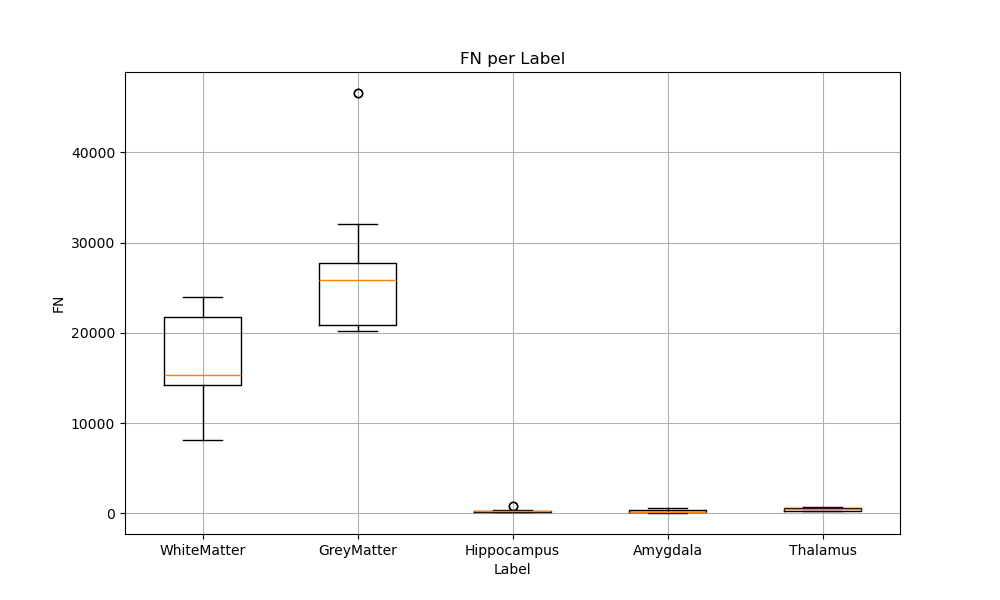 FN per Label
40000
30000
20000
10000
0
FN
WhiteMatter GreyMatter Hippocampus Amygdala Thalamus
Label